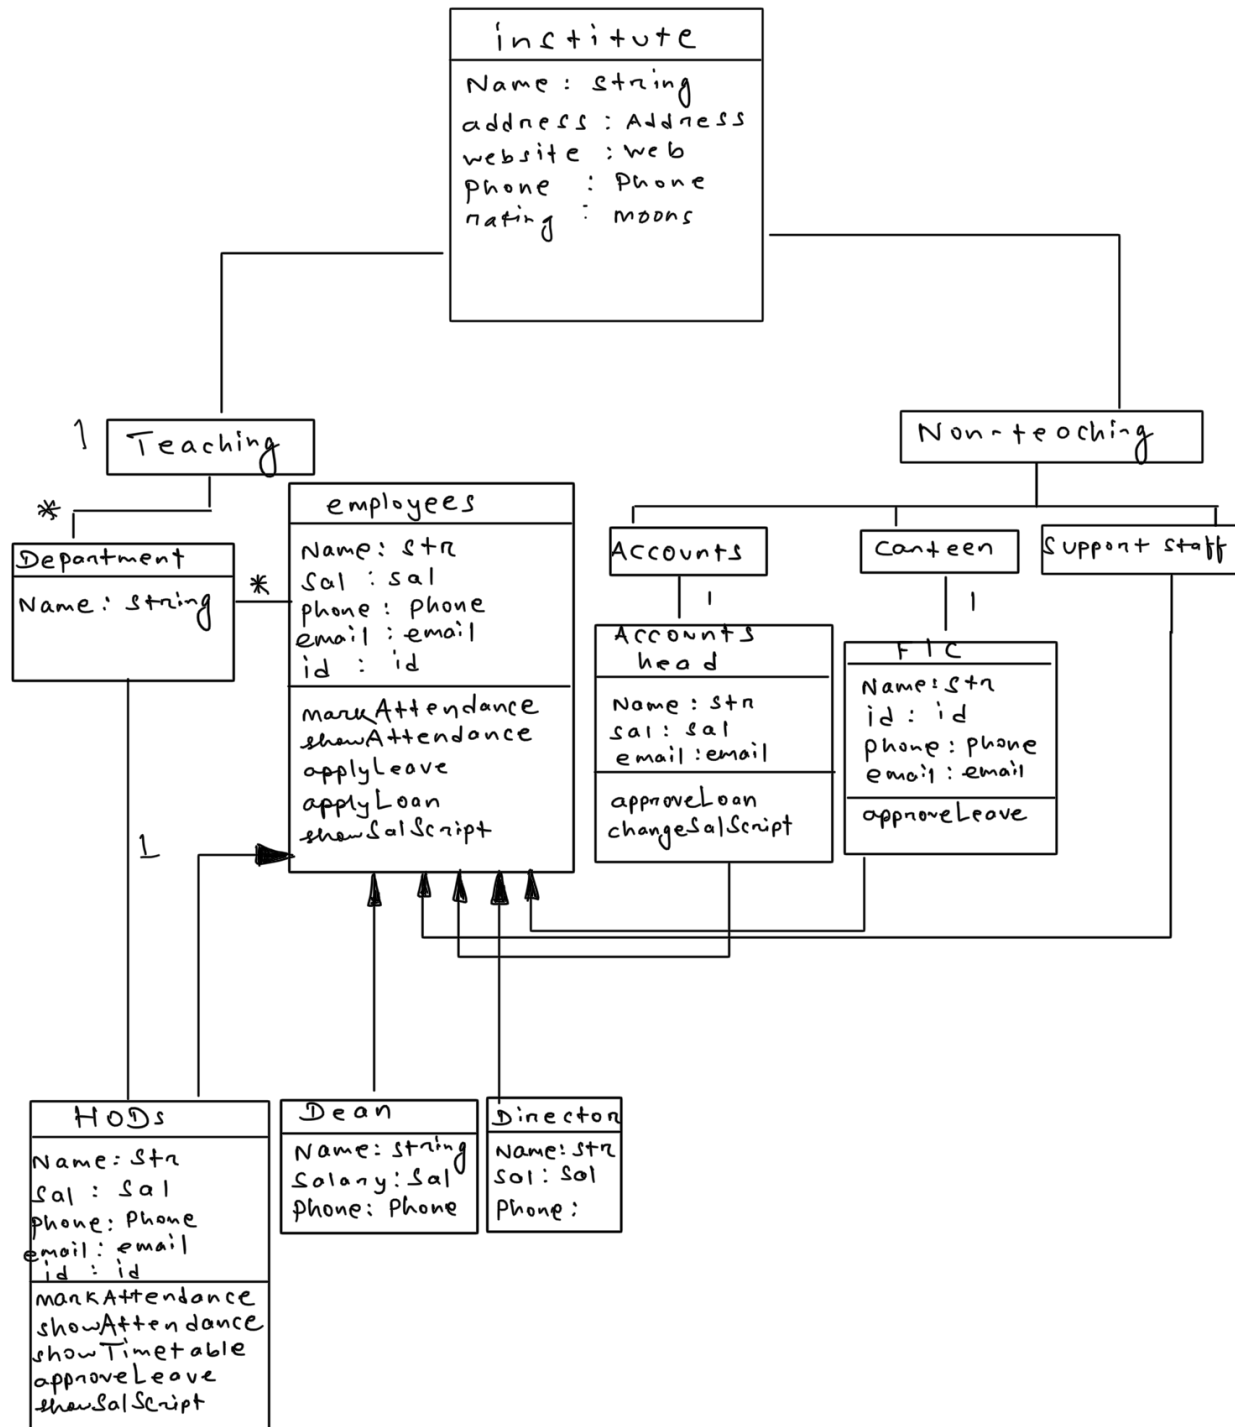 institute
Name : string
address : Address
website : web
phone : Phone
rating : moons
1
Teaching
Non-teaching
*
Department
Name : string
*
employees
Name : str
sal : sal
phone : phone
email : email
id : id
markAttendance
showAttendance
applyLeave
applyLoan
showSalScript
Accounts
canteen
support staff
1
1
Accounts
head
Name : str
sal : sal
email : email
approveLoan
changeSalScript
FIC
Name : str
id : id
phone : phone
email : email
approveLeave
1
HODs
Name : str
sal : sal
phone : Phone
email : email
id : id
markAttendance
showAttendance
showTimetable
approveLeave
showSalScript
Dean
Name : string
Salary : Sal
Phone : Phone
Director
Name : str
sal : sal
Phone :